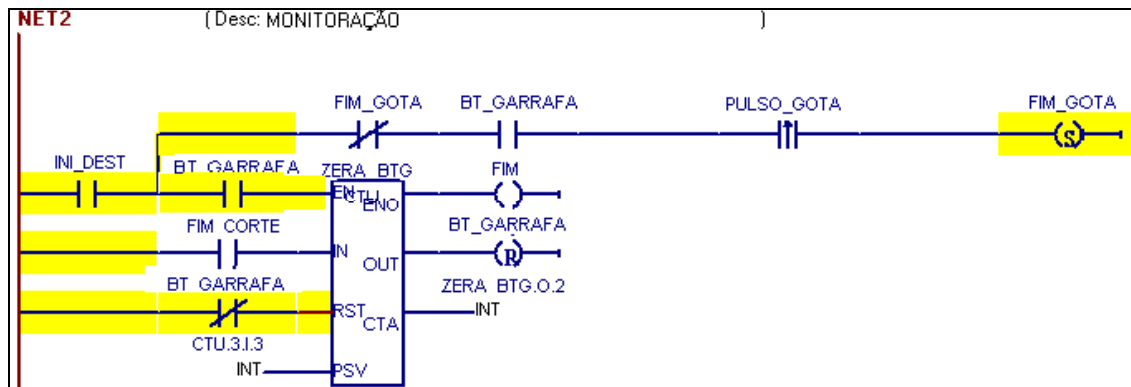 NET2 (Desc: MONITORAÇÃO )
FIM_GOTA BT_GARRAFA PULSO_GOTA FIM_GOTA
S
INI_DEST BT_GARRAFA ZERA_BTG FIM
EN CTU ENO
FIM_CORTE BT_GARRAFA
IN OUT R
BT_GARRAFA ZERA_BTG.O.2
RST CTA INT
CTU.3.I.3
INT PSV